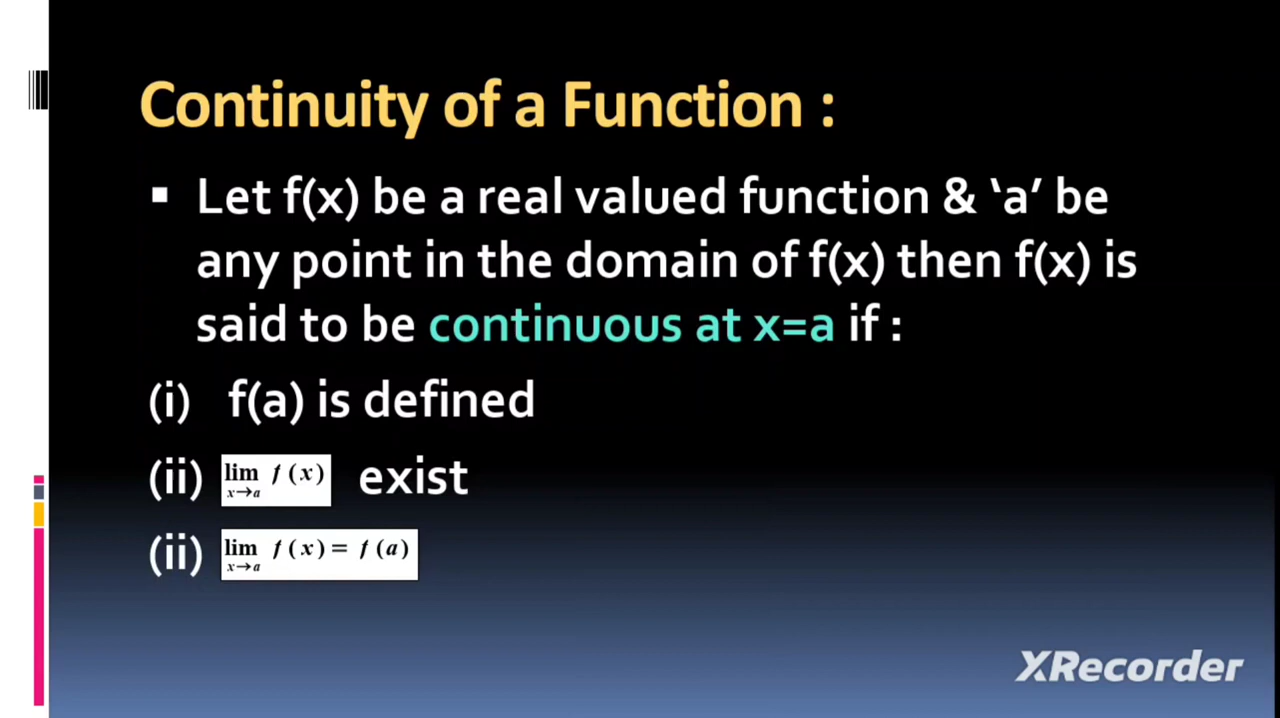 Continuity of a Function :
▪ Let f(x) be a real valued function & ‘a’ be
any point in the domain of f(x) then f(x) is
said to be continuous at x=a if :
(i) f(a) is defined
(ii) lim x→a f(x) exist
(ii) lim x→a f(x) = f(a)
XRecorder